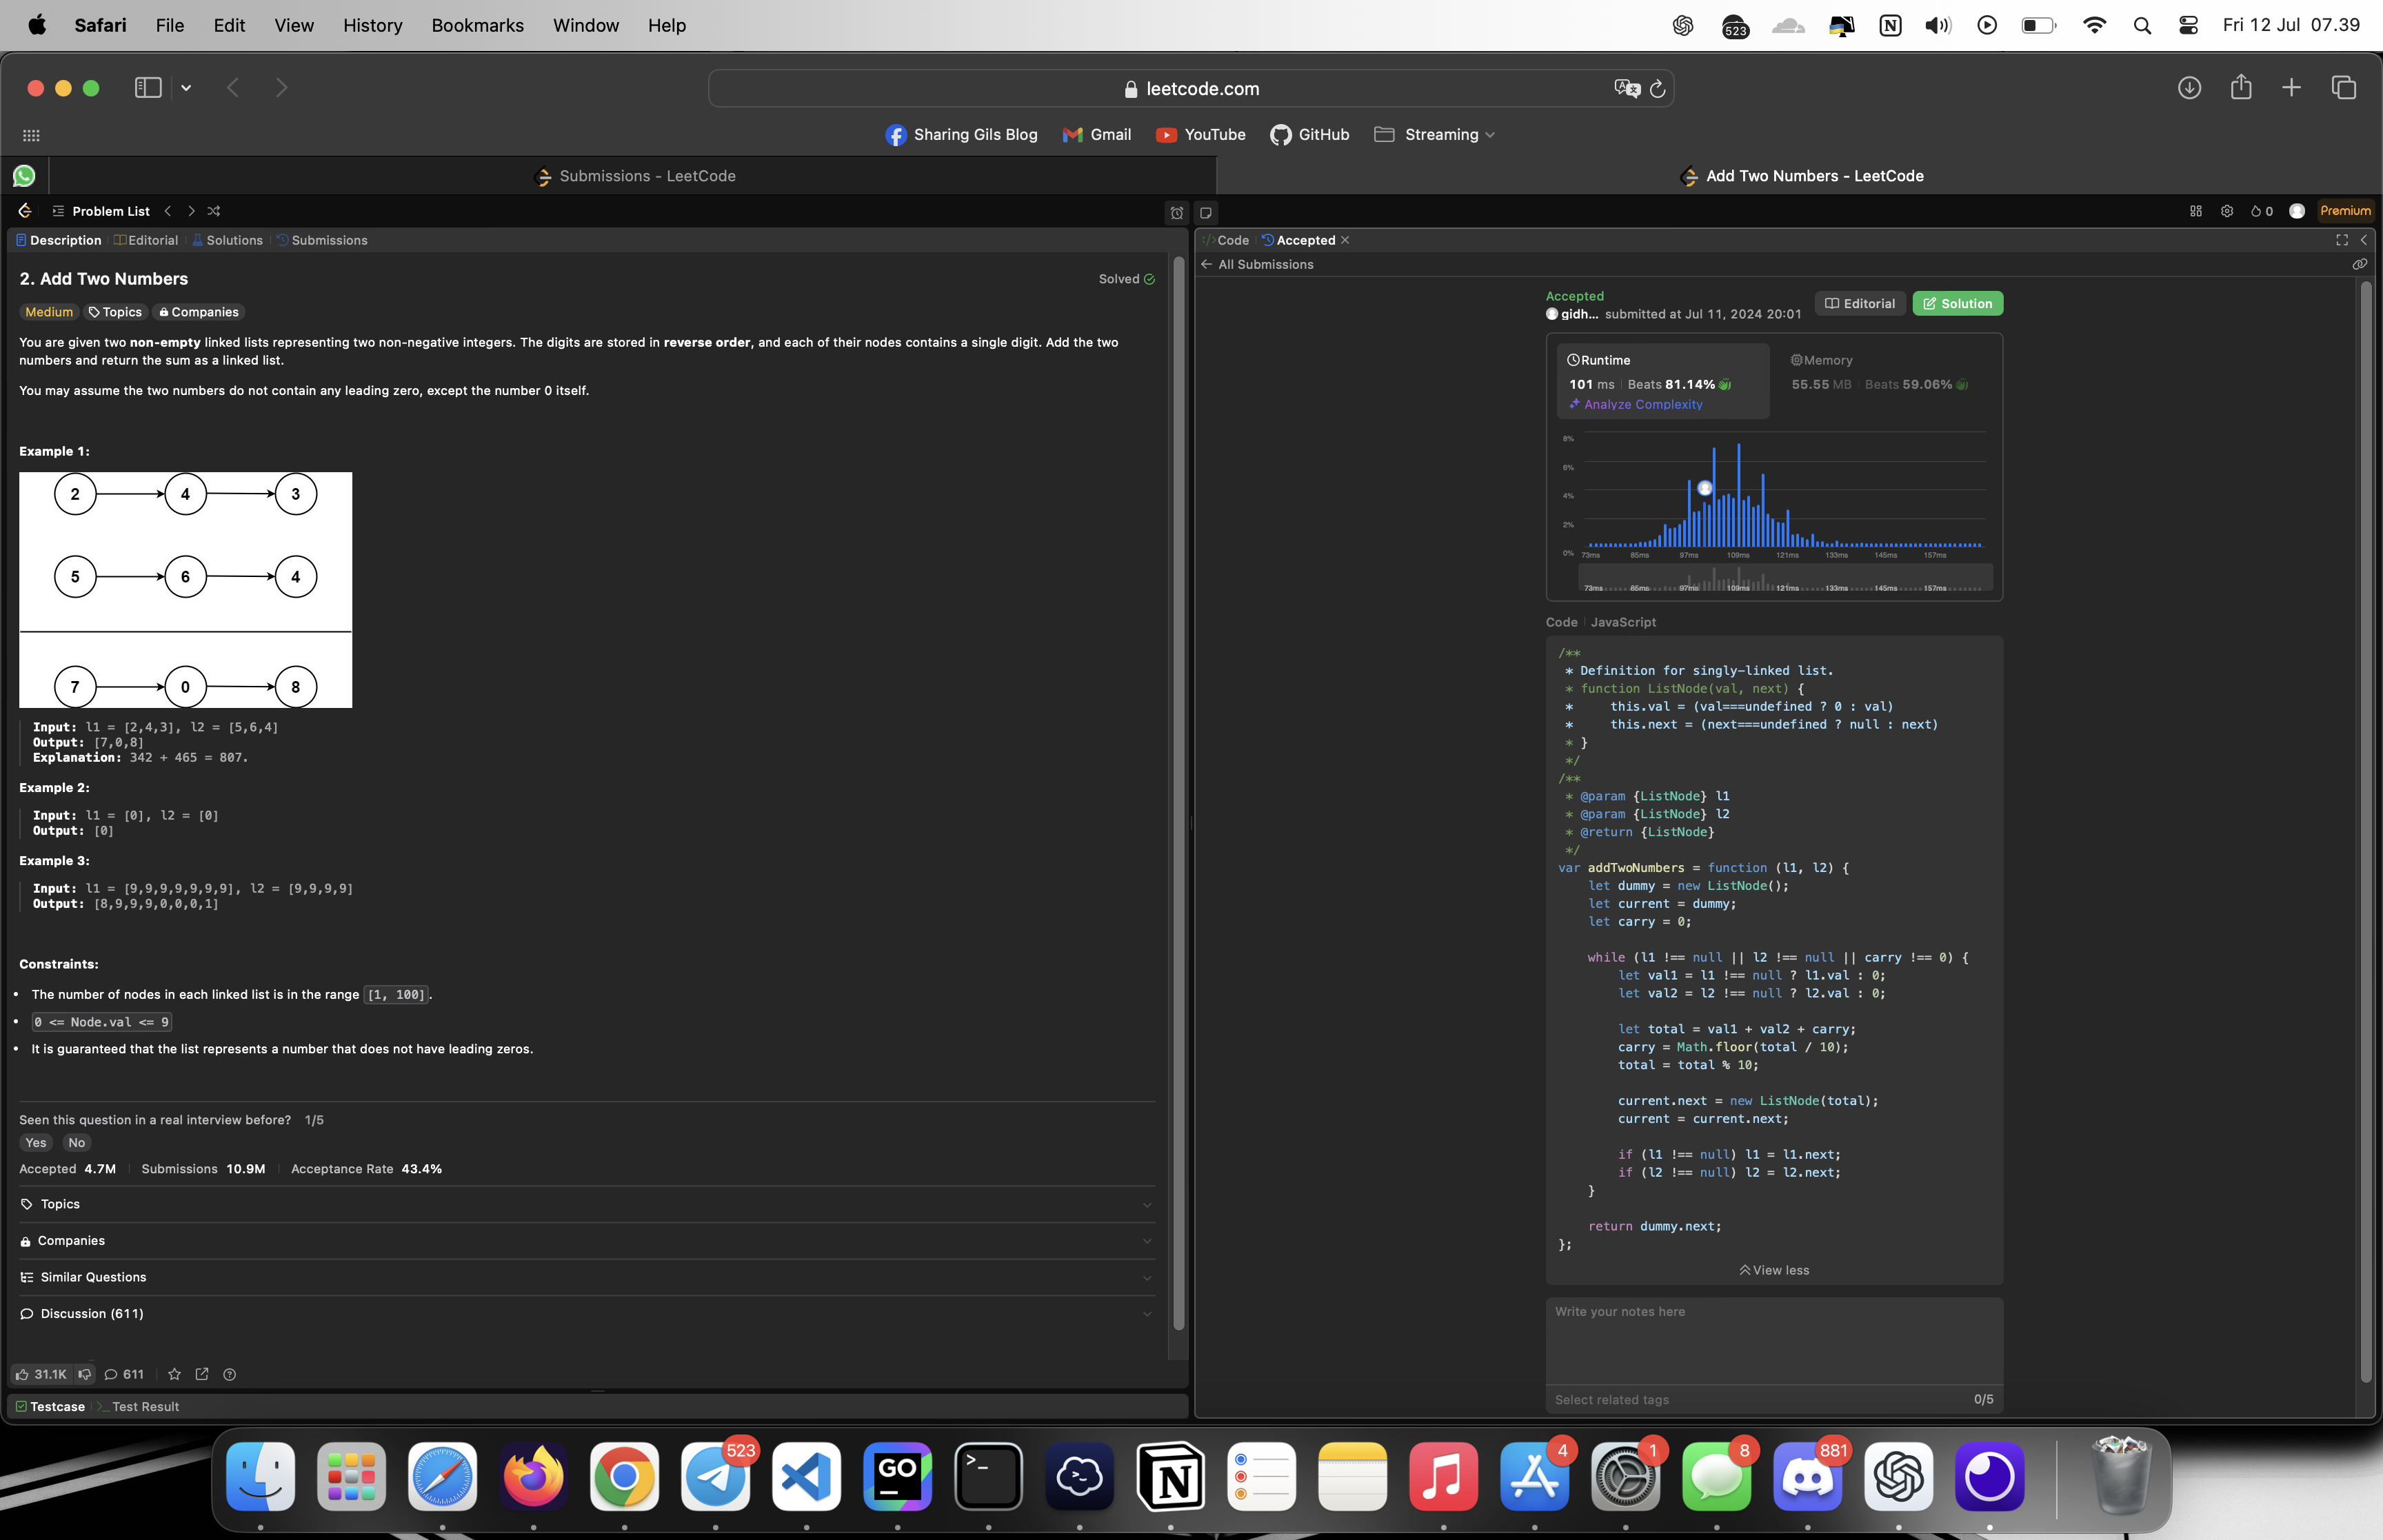 Safari File Edit View History Bookmarks Window Help
523
Fri 12 Jul 07.39
leetcode.com
Sharing Gils Blog Gmail YouTube GitHub Streaming
Submissions - LeetCode
Add Two Numbers - LeetCode
Problem List
0
Premium
Description Editorial Solutions Submissions
2. Add Two Numbers
Solved
Medium Topics Companies
You are given two non-empty linked lists representing two non-negative integers. The digits are stored in reverse order, and each of their nodes contains a single digit. Add the two
numbers and return the sum as a linked list.
You may assume the two numbers do not contain any leading zero, except the number 0 itself.
Example 1:
2 4 3
5 6 4
7 0 8
Input: l1 = [2,4,3], l2 = [5,6,4]
Output: [7,0,8]
Explanation: 342 + 465 = 807.
Example 2:
Input: l1 = [0], l2 = [0]
Output: [0]
Example 3:
Input: l1 = [9,9,9,9,9,9,9], l2 = [9,9,9,9]
Output: [8,9,9,9,0,0,0,1]
Constraints:
• The number of nodes in each linked list is in the range [1, 100].
• 0 <= Node.val <= 9
• It is guaranteed that the list represents a number that does not have leading zeros.
Seen this question in a real interview before? 1/5
Yes No
Accepted 4.7M Submissions 10.9M Acceptance Rate 43.4%
Topics
Companies
Similar Questions
Discussion (611)
31.1K 611
Testcase Test Result
Code Accepted
All Submissions
Accepted
gidh... submitted at Jul 11, 2024 20:01
Editorial Solution
Runtime
101 ms Beats 81.14%
Analyze Complexity
Memory
55.55 MB Beats 59.06%
8%
6%
4%
2%
0%
73ms 85ms 97ms 109ms 121ms 133ms 145ms 157ms
73ms 85ms 97ms 109ms 121ms 133ms 145ms 157ms
Code JavaScript
/**
 * Definition for singly-linked list.
 * function ListNode(val, next) {
 *     this.val = (val===undefined ? 0 : val)
 *     this.next = (next===undefined ? null : next)
 * }
 */
/**
 * @param {ListNode} l1
 * @param {ListNode} l2
 * @return {ListNode}
 */
var addTwoNumbers = function (l1, l2) {
    let dummy = new ListNode();
    let current = dummy;
    let carry = 0;
    while (l1 !== null || l2 !== null || carry !== 0) {
        let val1 = l1 !== null ? l1.val : 0;
        let val2 = l2 !== null ? l2.val : 0;
        let total = val1 + val2 + carry;
        carry = Math.floor(total / 10);
        total = total % 10;
        current.next = new ListNode(total);
        current = current.next;
        if (l1 !== null) l1 = l1.next;
        if (l2 !== null) l2 = l2.next;
    }
    return dummy.next;
};
View less
Write your notes here
Select related tags
0/5
523 GO 4 1 8 881